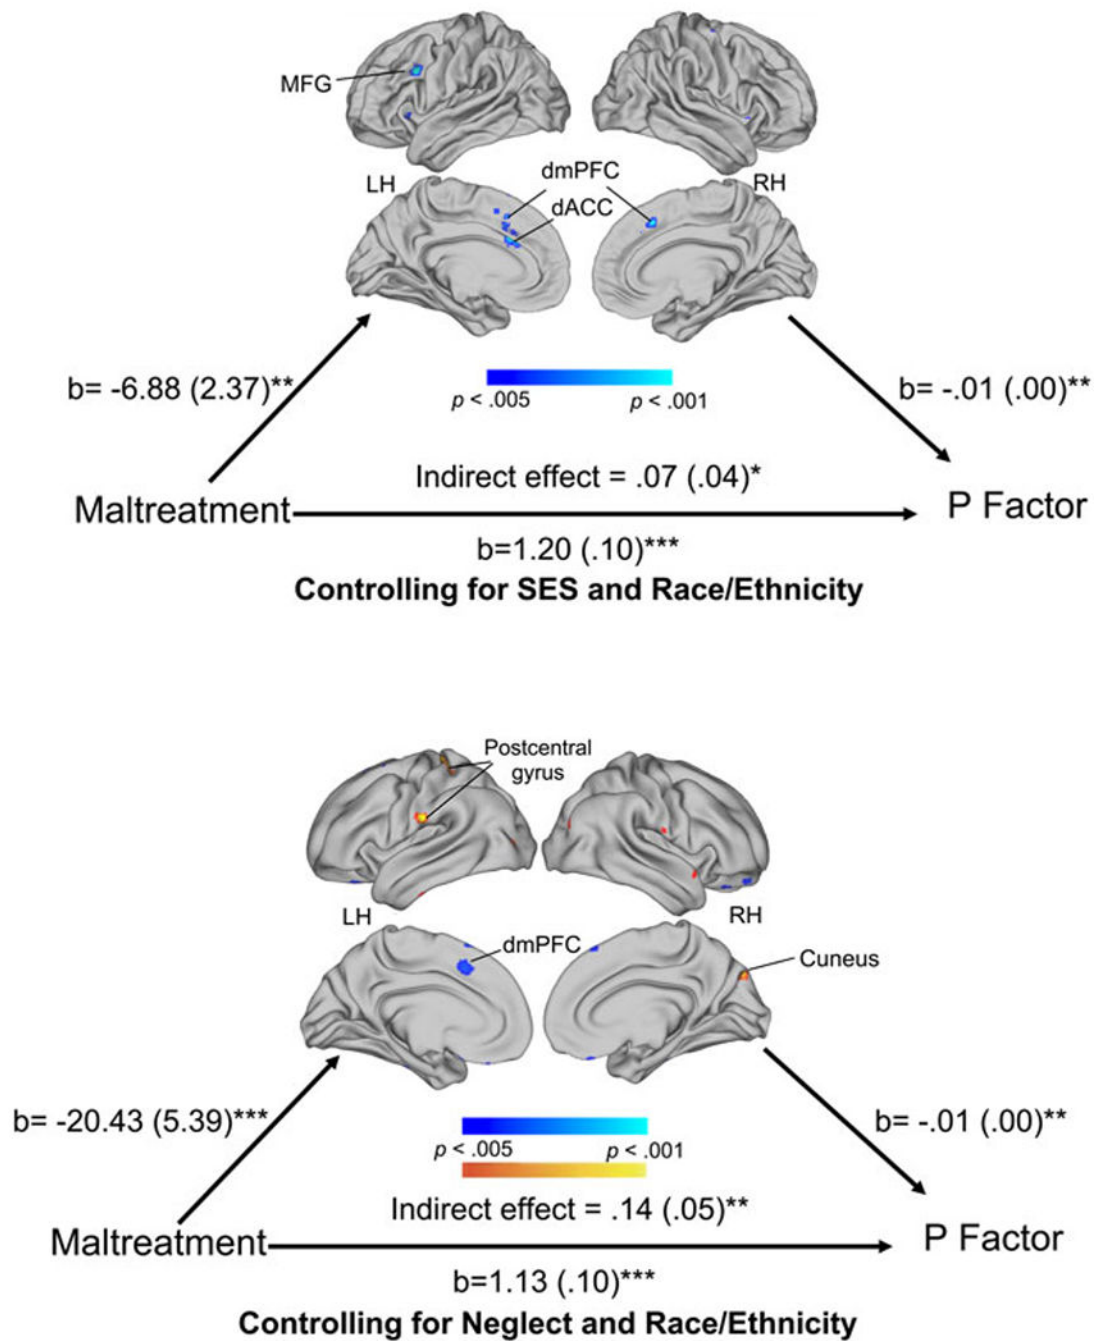 MFG
dmPFC
LH
RH
dACC
b= -6.88 (2.37)**
p < .005
p < .001
b= -.01 (.00)**
Indirect effect = .07 (.04)*
Maltreatment
P Factor
b=1.20 (.10)***
Controlling for SES and Race/Ethnicity
Postcentral
gyrus
LH
RH
dmPFC
Cuneus
b= -20.43 (5.39)***
p < .005
p < .001
b= -.01 (.00)**
Indirect effect = .14 (.05)**
Maltreatment
P Factor
b=1.13 (.10)***
Controlling for Neglect and Race/Ethnicity